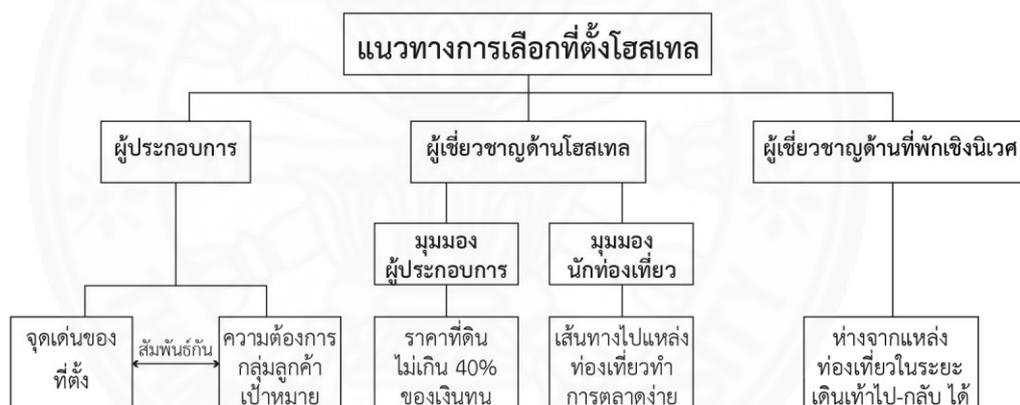 แนวทางการเลือกที่ตั้งโฮสเทล
ผู้ประกอบการ
ผู้เชี่ยวชาญด้านโฮสเทล
ผู้เชี่ยวชาญด้านที่พักเชิงนิเวศ
มุมมอง
ผู้ประกอบการ
มุมมอง
นักท่องเที่ยว
จุดเด่นของ
ที่ตั้ง
สัมพันธ์กัน
ความต้องการ
กลุ่มลูกค้า
เป้าหมาย
ราคาที่ดิน
ไม่เกิน 40%
ของเงินทุน
เส้นทางไปแหล่ง
ท่องเที่ยวทำ
การตลาดง่าย
ห่างจากแหล่ง
ท่องเที่ยวในระยะ
เดินเท้าไป-กลับ ได้